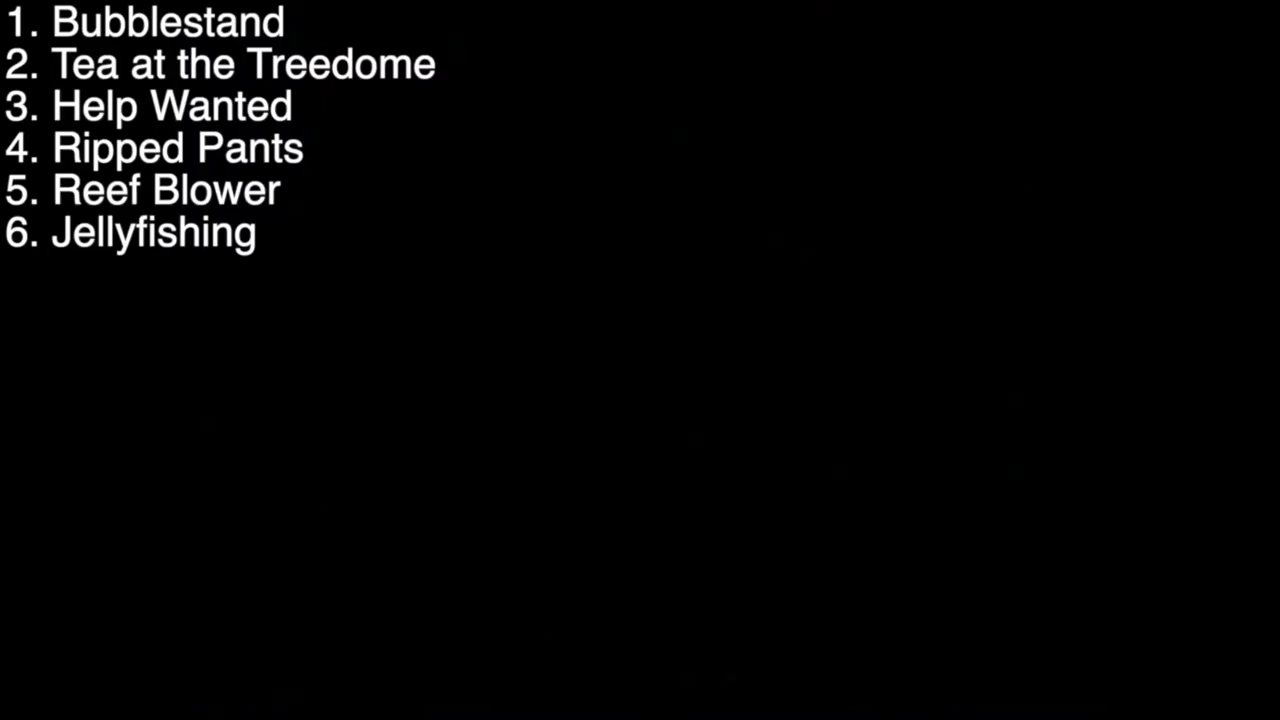 1. Bubblestand
2. Tea at the Treedome
3. Help Wanted
4. Ripped Pants
5. Reef Blower
6. Jellyfishing